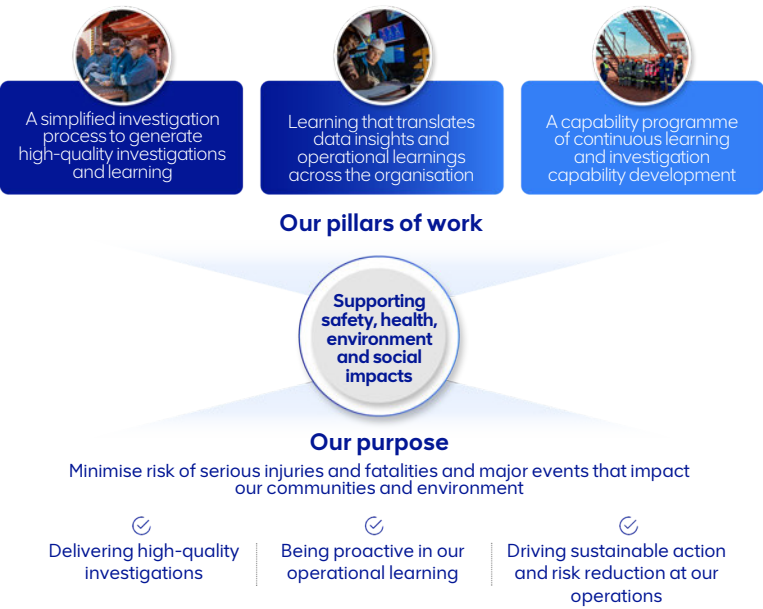 A simplified investigation
process to generate
high-quality investigations
and learning
Learning that translates
data insights and
operational learnings
across the organisation
A capability programme
of continuous learning
and investigation
capability development
Our pillars of work
Supporting
safety, health,
environment
and social
impacts
Our purpose
Minimise risk of serious injuries and fatalities and major events that impact
our communities and environment
Delivering high-quality
investigations
Being proactive in our
operational learning
Driving sustainable action
and risk reduction at our
operations